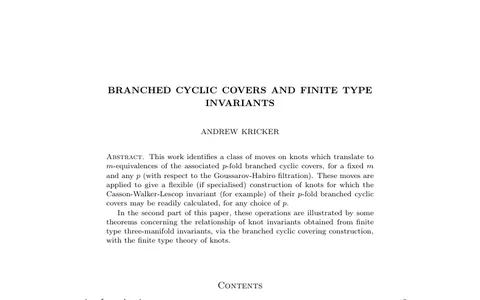 BRANCHED CYCLIC COVERS AND FINITE TYPE
INVARIANTS
ANDREW KRICKER
Abstract. This work identifies a class of moves on knots which translate to
m-equivalences of the associated p-fold branched cyclic covers, for a fixed m
and any p (with respect to the Goussarov-Habiro filtration). These moves are
applied to give a flexible (if specialised) construction of knots for which the
Casson-Walker-Lescop invariant (for example) of their p-fold branched cyclic
covers may be readily calculated, for any choice of p.
In the second part of this paper, these operations are illustrated by some
theorems concerning the relationship of knot invariants obtained from finite
type three-manifold invariants, via the branched cyclic covering construction,
with the finite type theory of knots.
Contents